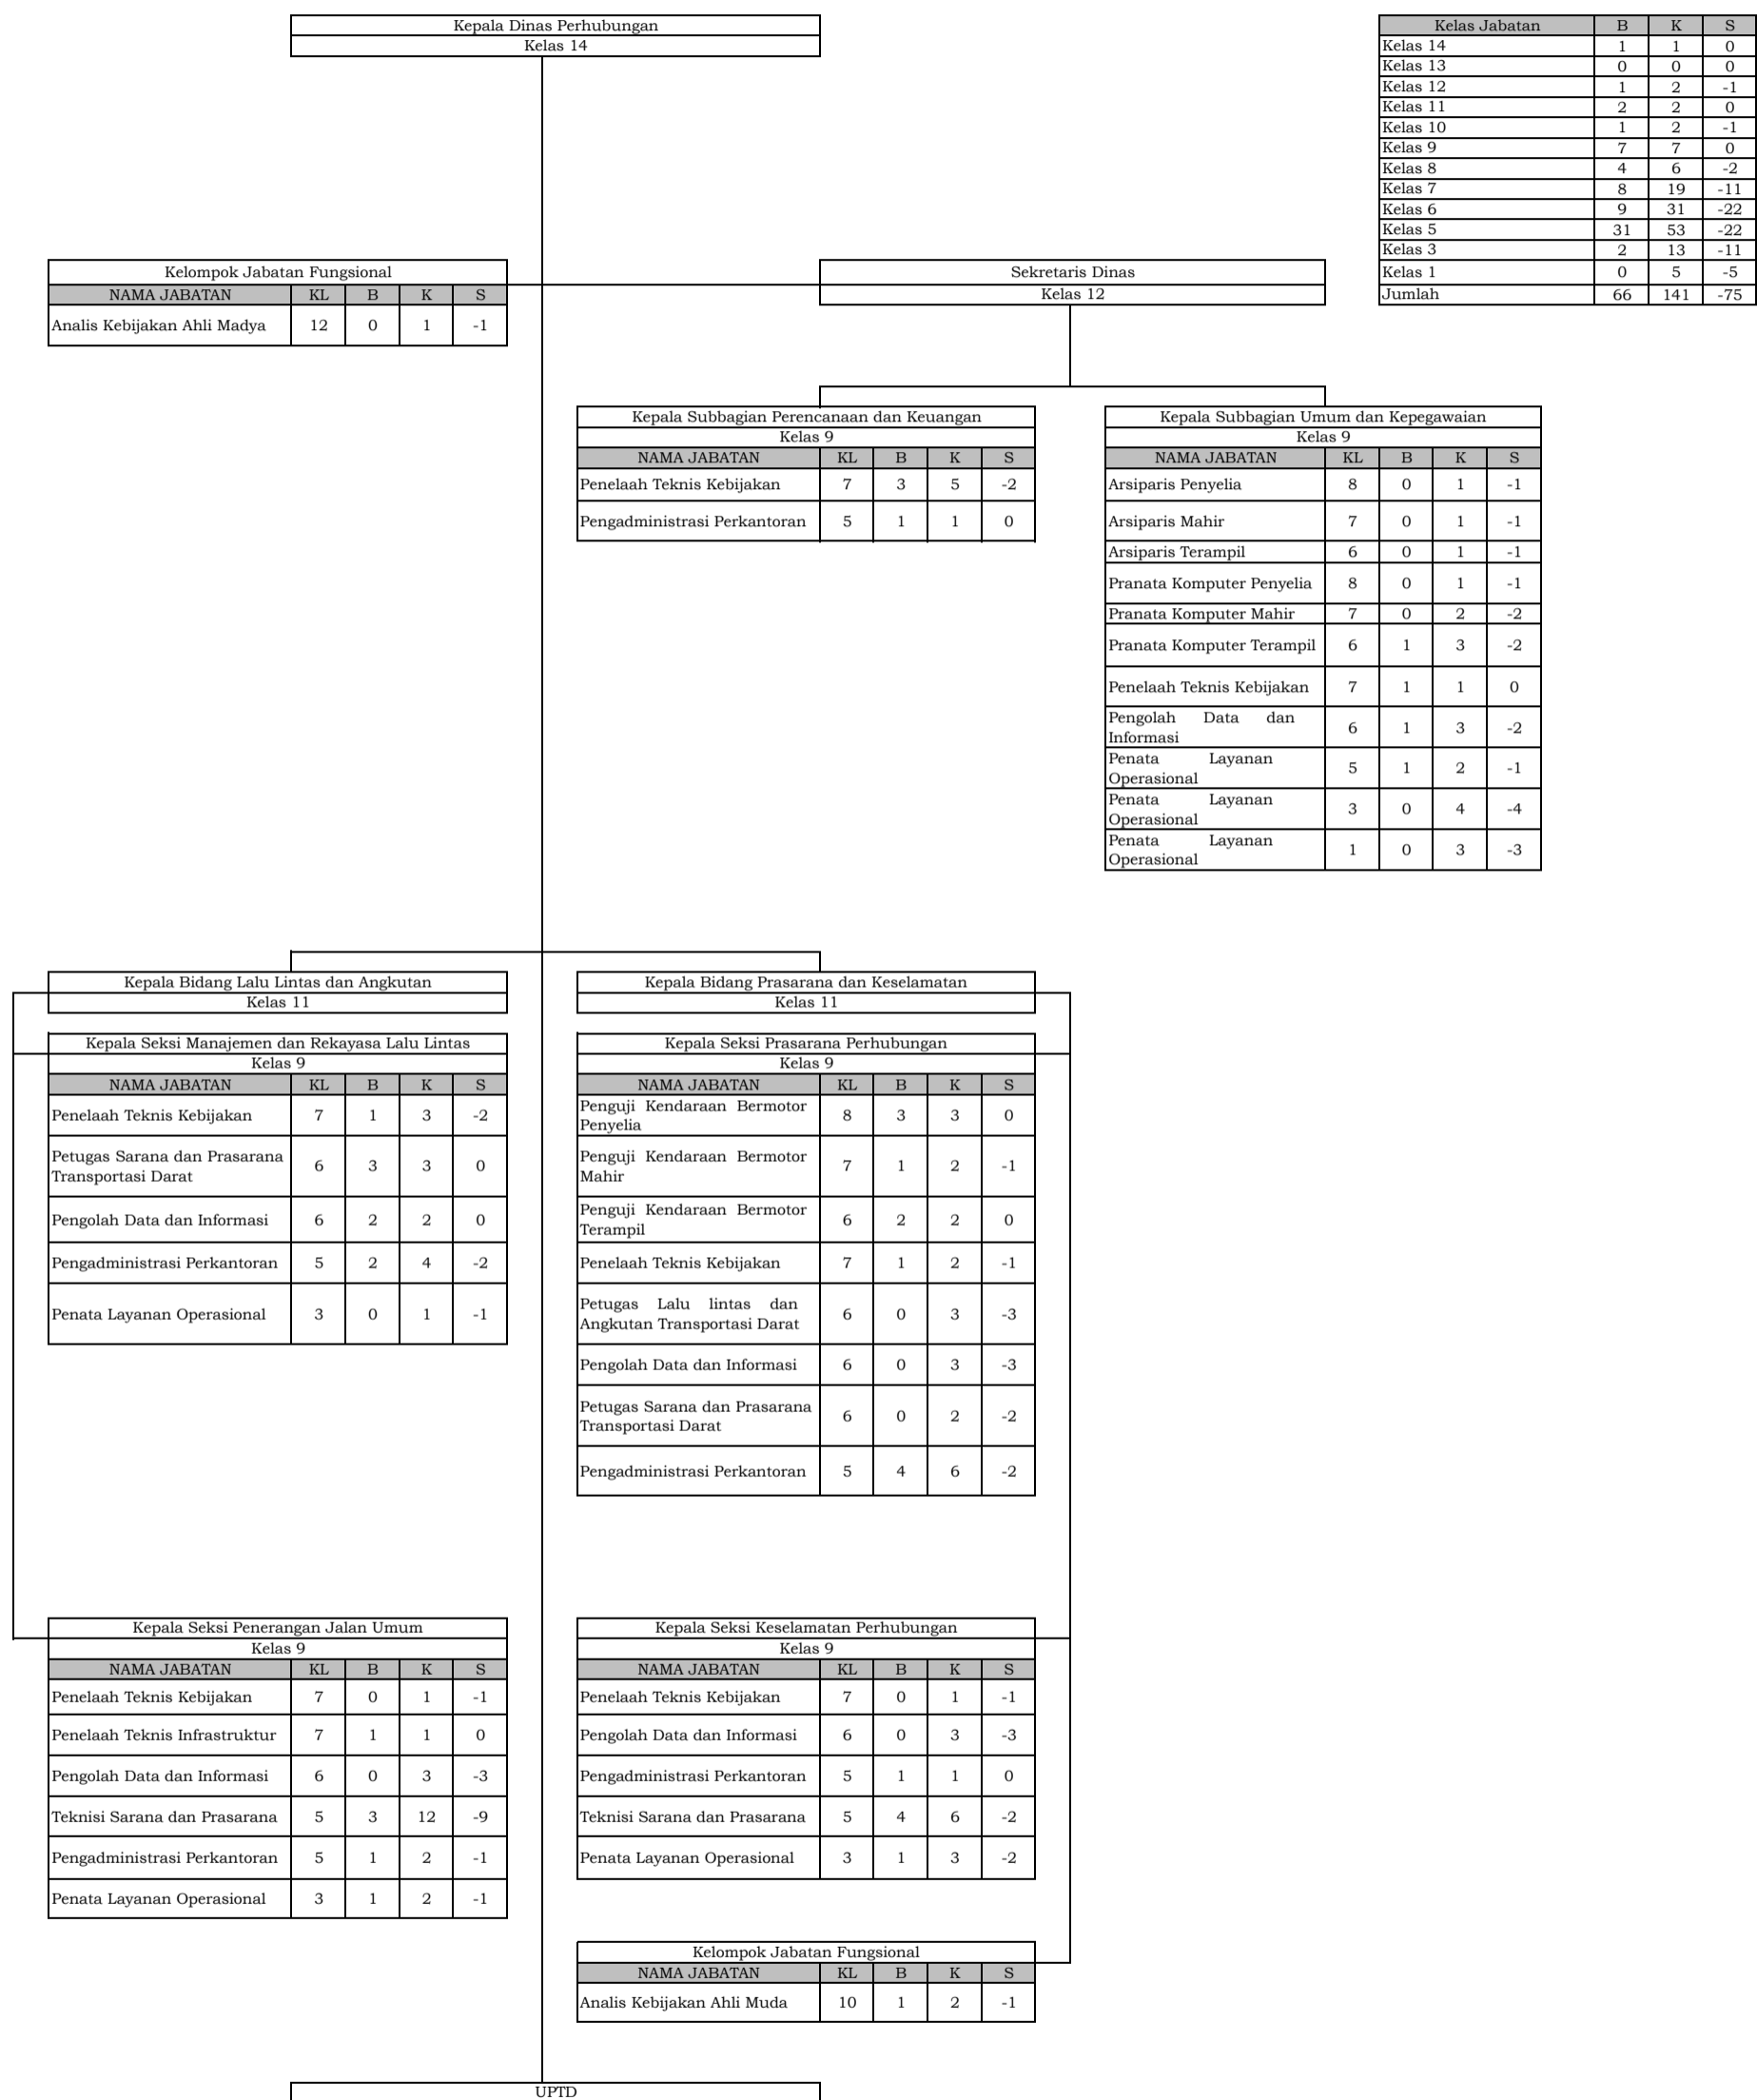 Kepala Dinas Perhubungan
Kelas 14
Kelas Jabatan B K S
Kelas 14 1 1 0
Kelas 13 0 0 0
Kelas 12 1 2 -1
Kelas 11 2 2 0
Kelas 10 1 2 -1
Kelas 9 7 7 0
Kelas 8 4 6 -2
Kelas 7 8 19 -11
Kelas 6 9 31 -22
Kelas 5 31 53 -22
Kelas 3 2 13 -11
Kelas 1 0 5 -5
Jumlah 66 141 -75
Kelompok Jabatan Fungsional
NAMA JABATAN KL B K S
Analis Kebijakan Ahli Madya 12 0 1 -1
Sekretaris Dinas
Kelas 12
Kepala Subbagian Perencanaan dan Keuangan
Kelas 9
NAMA JABATAN KL B K S
Penelaah Teknis Kebijakan 7 3 5 -2
Pengadministrasi Perkantoran 5 1 1 0
Kepala Subbagian Umum dan Kepegawaian
Kelas 9
NAMA JABATAN KL B K S
Arsiparis Penyelia 8 0 1 -1
Arsiparis Mahir 7 0 1 -1
Arsiparis Terampil 6 0 1 -1
Pranata Komputer Penyelia 8 0 1 -1
Pranata Komputer Mahir 7 0 2 -2
Pranata Komputer Terampil 6 1 3 -2
Penelaah Teknis Kebijakan 7 1 1 0
Pengolah Data dan
Informasi 6 1 3 -2
Penata Layanan
Operasional 5 1 2 -1
Penata Layanan
Operasional 3 0 4 -4
Penata Layanan
Operasional 1 0 3 -3
Kepala Bidang Lalu Lintas dan Angkutan
Kelas 11
Kepala Seksi Manajemen dan Rekayasa Lalu Lintas
Kelas 9
NAMA JABATAN KL B K S
Penelaah Teknis Kebijakan 7 1 3 -2
Petugas Sarana dan Prasarana
Transportasi Darat 6 3 3 0
Pengolah Data dan Informasi 6 2 2 0
Pengadministrasi Perkantoran 5 2 4 -2
Penata Layanan Operasional 3 0 1 -1
Kepala Bidang Prasarana dan Keselamatan
Kelas 11
Kepala Seksi Prasarana Perhubungan
Kelas 9
NAMA JABATAN KL B K S
Penguji Kendaraan Bermotor
Penyelia 8 3 3 0
Penguji Kendaraan Bermotor
Mahir 7 1 2 -1
Penguji Kendaraan Bermotor
Terampil 6 2 2 0
Penelaah Teknis Kebijakan 7 1 2 -1
Petugas Lalu lintas dan
Angkutan Transportasi Darat 6 0 3 -3
Pengolah Data dan Informasi 6 0 3 -3
Petugas Sarana dan Prasarana
Transportasi Darat 6 0 2 -2
Pengadministrasi Perkantoran 5 4 6 -2
Kepala Seksi Penerangan Jalan Umum
Kelas 9
NAMA JABATAN KL B K S
Penelaah Teknis Kebijakan 7 0 1 -1
Penelaah Teknis Infrastruktur 7 1 1 0
Pengolah Data dan Informasi 6 0 3 -3
Teknisi Sarana dan Prasarana 5 3 12 -9
Pengadministrasi Perkantoran 5 1 2 -1
Penata Layanan Operasional 3 1 2 -1
Kepala Seksi Keselamatan Perhubungan
Kelas 9
NAMA JABATAN KL B K S
Penelaah Teknis Kebijakan 7 0 1 -1
Pengolah Data dan Informasi 6 0 3 -3
Pengadministrasi Perkantoran 5 1 1 0
Teknisi Sarana dan Prasarana 5 4 6 -2
Penata Layanan Operasional 3 1 3 -2
Kelompok Jabatan Fungsional
NAMA JABATAN KL B K S
Analis Kebijakan Ahli Muda 10 1 2 -1
UPTD